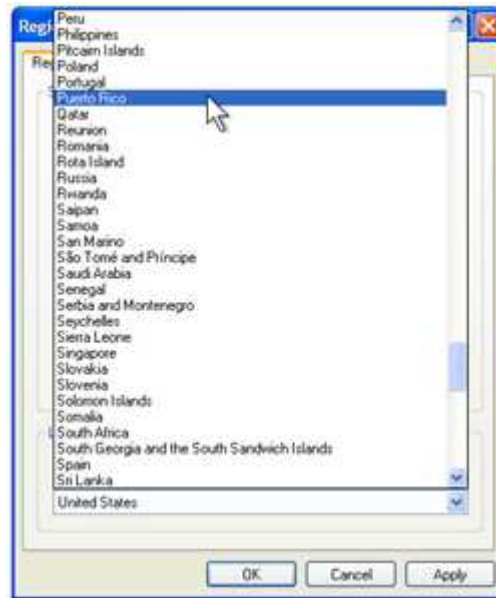 Regi
Peru
Philippines
Pitcairn Islands
Poland
Portugal
Puerto Rico
Qatar
Reunion
Romania
Rota Island
Russia
Rwanda
Saipan
Samoa
San Marino
São Tomé and Príncipe
Saudi Arabia
Senegal
Serbia and Montenegro
Seychelles
Sierra Leone
Singapore
Slovakia
Slovenia
Solomon Islands
Somalia
South Africa
South Georgia and the South Sandwich Islands
Spain
Sri Lanka
United States
OK Cancel Apply